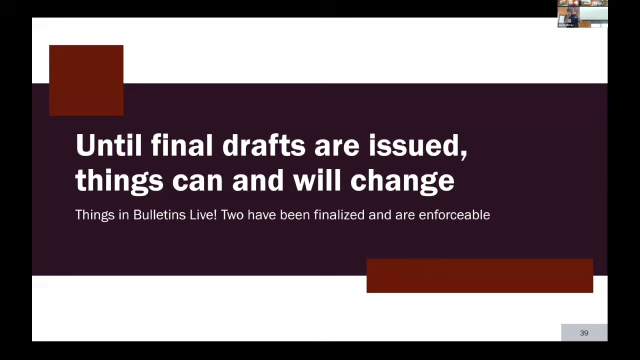 Until final drafts are issued,
things can and will change
Things in Bulletins Live! Two have been finalized and are enforceable
39